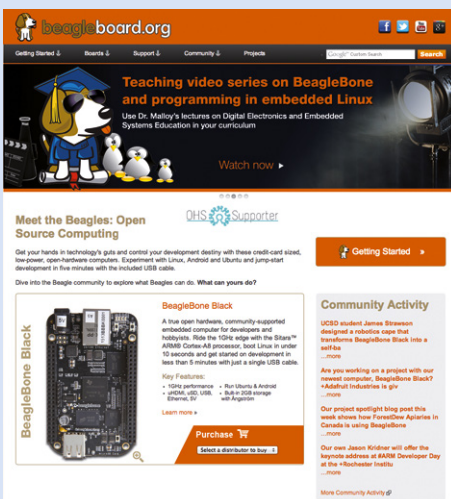 beagleboard.org
Getting Started
Boards
Support
Community
Projects
Google™ Custom Search
Search
Teaching video series on BeagleBone
and programming in embedded Linux
Use Dr. Malloy's lectures on Digital Electronics and Embedded
Systems Education in your curriculum
Watch now
Meet the Beagles: Open
Source Computing
OHS Supporter
Get your hands in technology's guts and control your development destiny with these credit-card sized,
low-power, open-hardware computers. Experiment with Linux, Android and Ubuntu and jump-start
development in five minutes with the included USB cable.
Dive into the Beagle community to explore what Beagles can do. What can yours do?
Getting Started »
BeagleBone Black
BeagleBone Black
A true open hardware, community-supported
embedded computer for developers and
hobbyists. Ride the 1GHz edge with the Sitara™
ARM® Cortex-A8 processor, boot Linux in under
10 seconds and get started on development in
less than 5 minutes with just a single USB cable.
Key Features:
• 1GHz performance
• uHDMI, uSD, USB,
Ethernet, 5V
• Run Ubuntu & Android
• Built-in 2GB storage
with Angstrom
Learn more »
Purchase
Select a distributor to buy
Community Activity
UCSD student James Strawson
designed a robotics cape that
transforms BeagleBone Black into a
self-ba
...more
Are you working on a project with our
newest computer, BeagleBone Black?
+Adafruit Industries is giv
...more
Our project spotlight blog post this
week shows how ForestDew Apiaries in
Canada is using BeagleBone
...more
Our own Jason Kridner will offer the
keynote address at #ARM Developer Day
at the +Rochester Institu
...more
More Community Activity